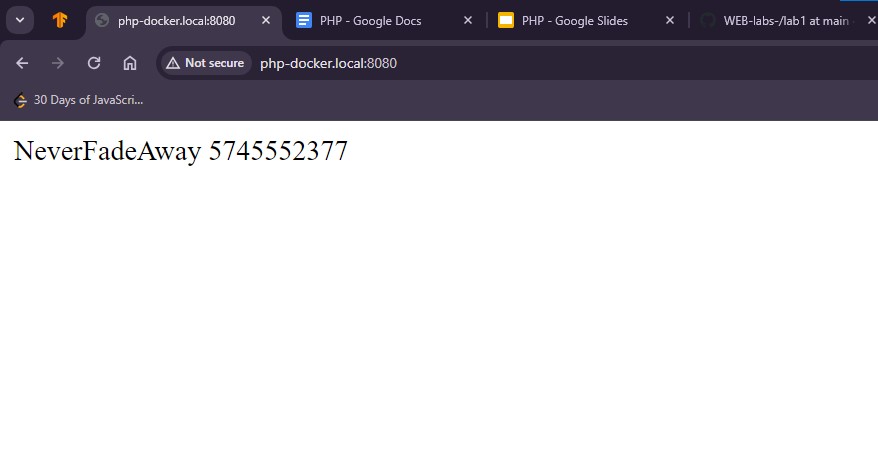 php-docker.local:8080
PHP - Google Docs
PHP - Google Slides
WEB-labs-/lab1 at main
Not secure
php-docker.local:8080
30 Days of JavaScri...
NeverFadeAway 5745552377